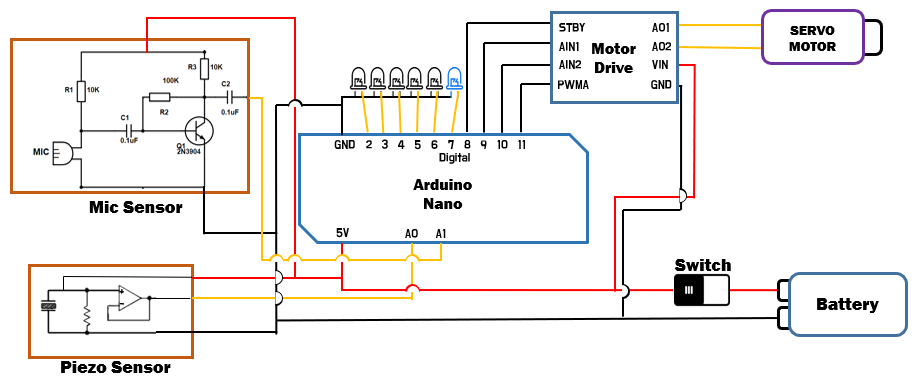 STBY
AO1
SERVO
MOTOR
AIN1
Motor
Drive
AO2
AIN2
VIN
PWMA
GND
R3
10K
100K
C2
R1
10K
R2
0.1uF
C1
0.1uF
Q1
2N3904
MIC
Mic Sensor
GND 2 3 4 5 6 7 8 9 10 11
Digital
Arduino
Nano
5V
A0
A1
Switch
Battery
Piezo Sensor